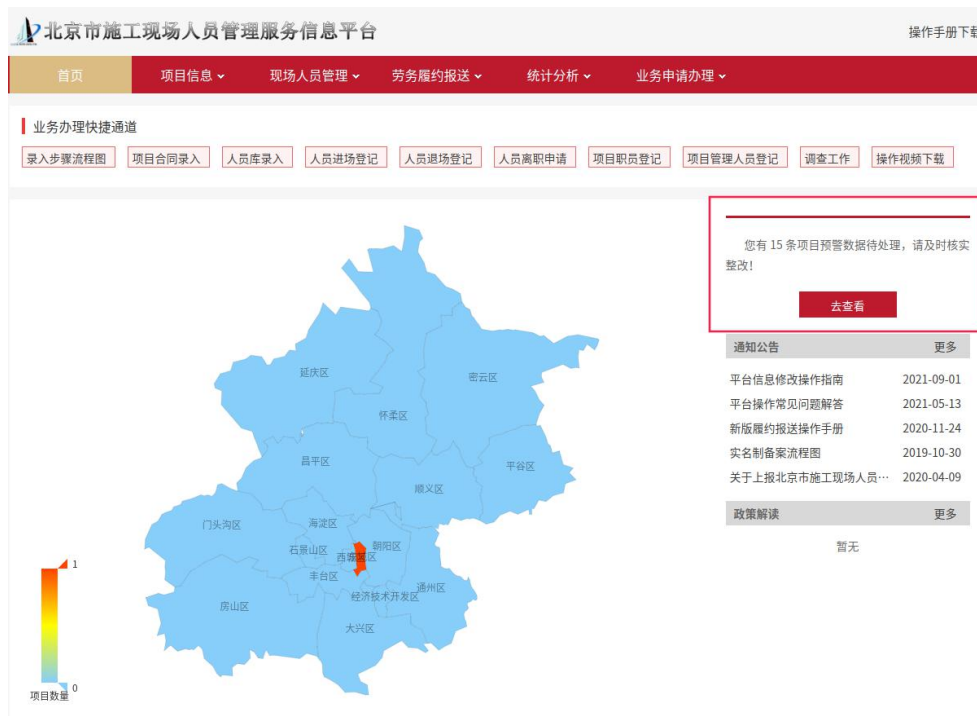 北京市施工现场人员管理服务信息平台
操作手册下载
首页 项目信息 现场人员管理 劳务履约报送 统计分析 业务申请办理
业务办理快捷通道
录入步骤流程图 项目合同录入 人员库录入 人员进场登记 人员退场登记 人员离职申请 项目职员登记 项目管理人员登记 调查工作 操作视频下载
您有 15 条项目预警数据待处理，请及时核实
整改！
去查看
通知公告 更多
平台信息修改操作指南 2021-09-01
平台操作常见问题解答 2021-05-13
新版履约报送操作手册 2020-11-24
实名制备案流程图 2019-10-30
关于上报北京市施工现场人员… 2020-04-09
政策解读 更多
暂无
延庆区
密云区
怀柔区
昌平区
平谷区
顺义区
门头沟区
海淀区
石景山区
西城区
朝阳区
丰台区
通州区
经济技术开发区
房山区
大兴区
1
0
项目数量